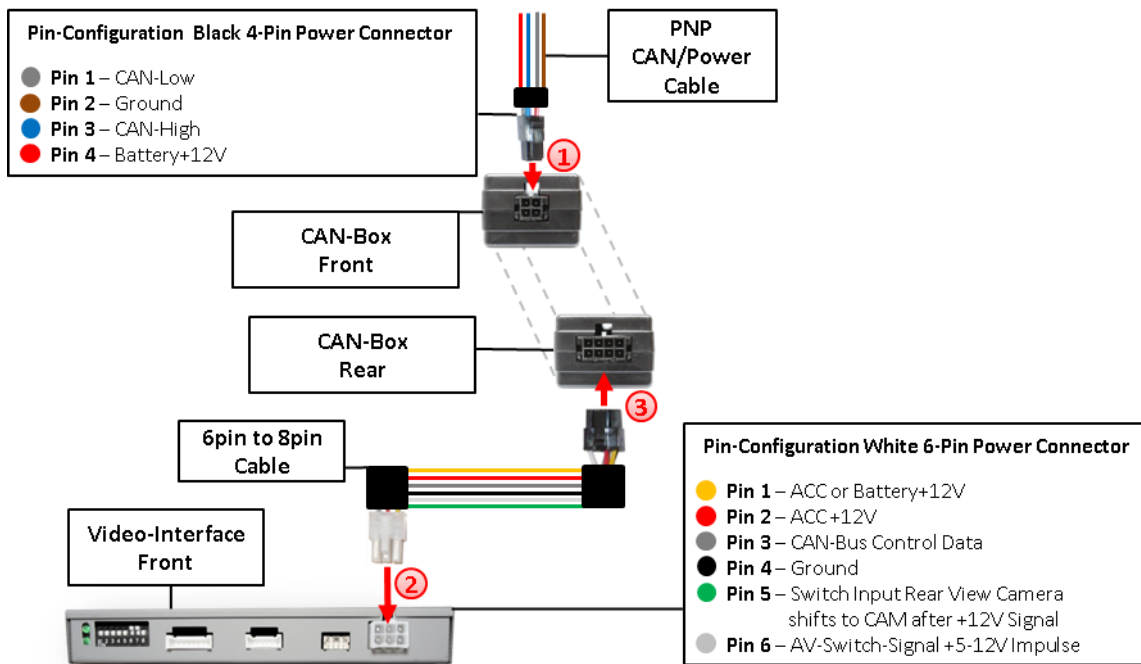 Pin-Configuration Black 4-Pin Power Connector
Pin 1 – CAN-Low
Pin 2 – Ground
Pin 3 – CAN-High
Pin 4 – Battery+12V
PNP
CAN/Power
Cable
1
CAN-Box
Front
CAN-Box
Rear
3
6pin to 8pin
Cable
Video-Interface
Front
2
Pin-Configuration White 6-Pin Power Connector
Pin 1 – ACC or Battery+12V
Pin 2 – ACC +12V
Pin 3 – CAN-Bus Control Data
Pin 4 – Ground
Pin 5 – Switch Input Rear View Camera
shifts to CAM after +12V Signal
Pin 6 – AV-Switch-Signal +5-12V Impulse